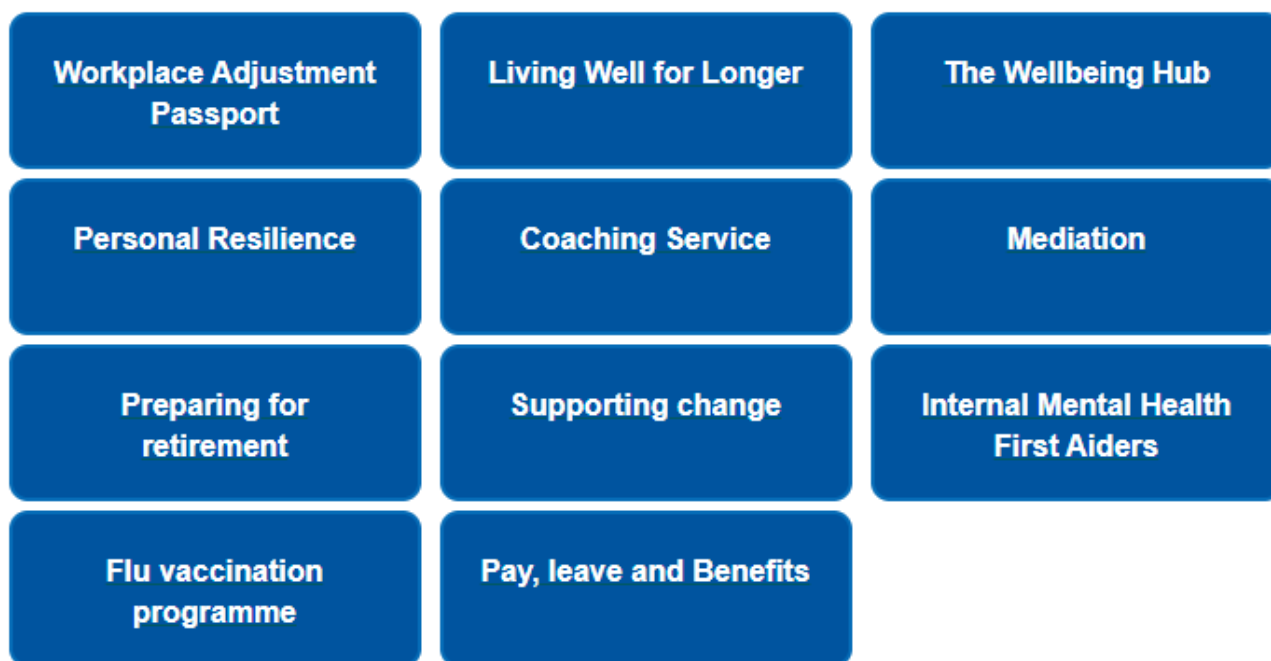 Workplace Adjustment
Passport
Living Well for Longer
The Wellbeing Hub
Personal Resilience
Coaching Service
Mediation
Preparing for
retirement
Supporting change
Internal Mental Health
First Aiders
Flu vaccination
programme
Pay, leave and Benefits